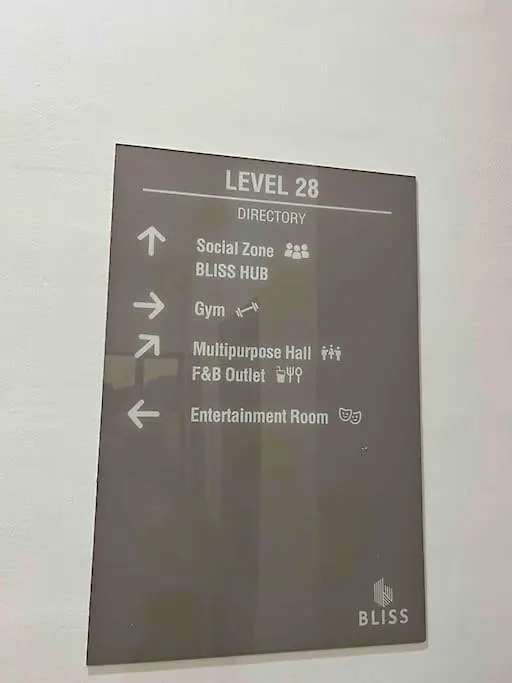 LEVEL 28
DIRECTORY
Social Zone
BLISS HUB
Gym
Multipurpose Hall
F&B Outlet
Entertainment Room
BLISS